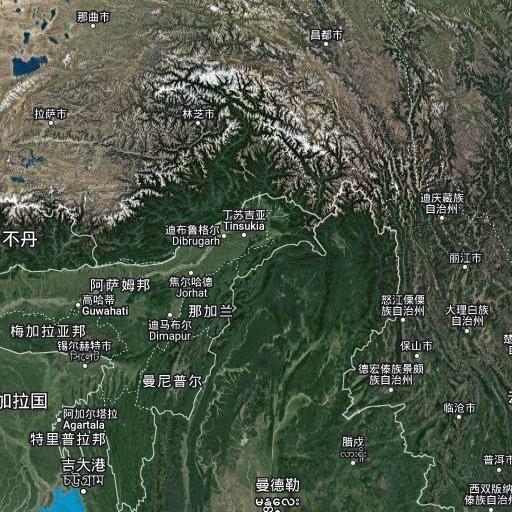 那曲市
昌都市
拉萨市
林芝市
丁苏吉亚
Tinsukia
迪布鲁格尔
Dibrugarh
迪庆藏族
自治州
不丹
丽江市
阿萨姆邦
焦尔哈德
Jorhat
高哈蒂
Guwahati
那加兰
怒江傈僳
族自治州
大理白族
自治州
梅加拉亚邦
迪马布尔
Dimapur
锡尔赫特市
সিলেট
保山市
曼尼普尔
德宏傣族景颇
族自治州
加拉国
阿加尔塔拉
Agartala
临沧市
特里普拉邦
腊戍
လားရှိုး
吉大港
普洱市
曼德勒
မန္တလေး
西双版纳
傣族自治州